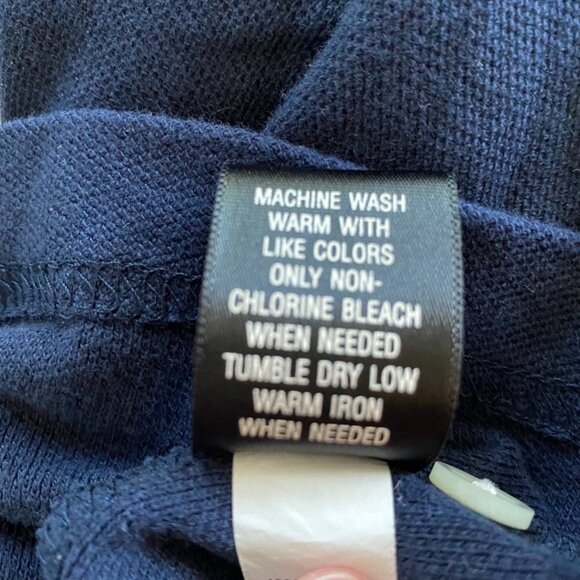 MACHINE WASH
WARM WITH
LIKE COLORS
ONLY NON-
CHLORINE BLEACH
WHEN NEEDED
TUMBLE DRY LOW
WARM IRON
WHEN NEEDED